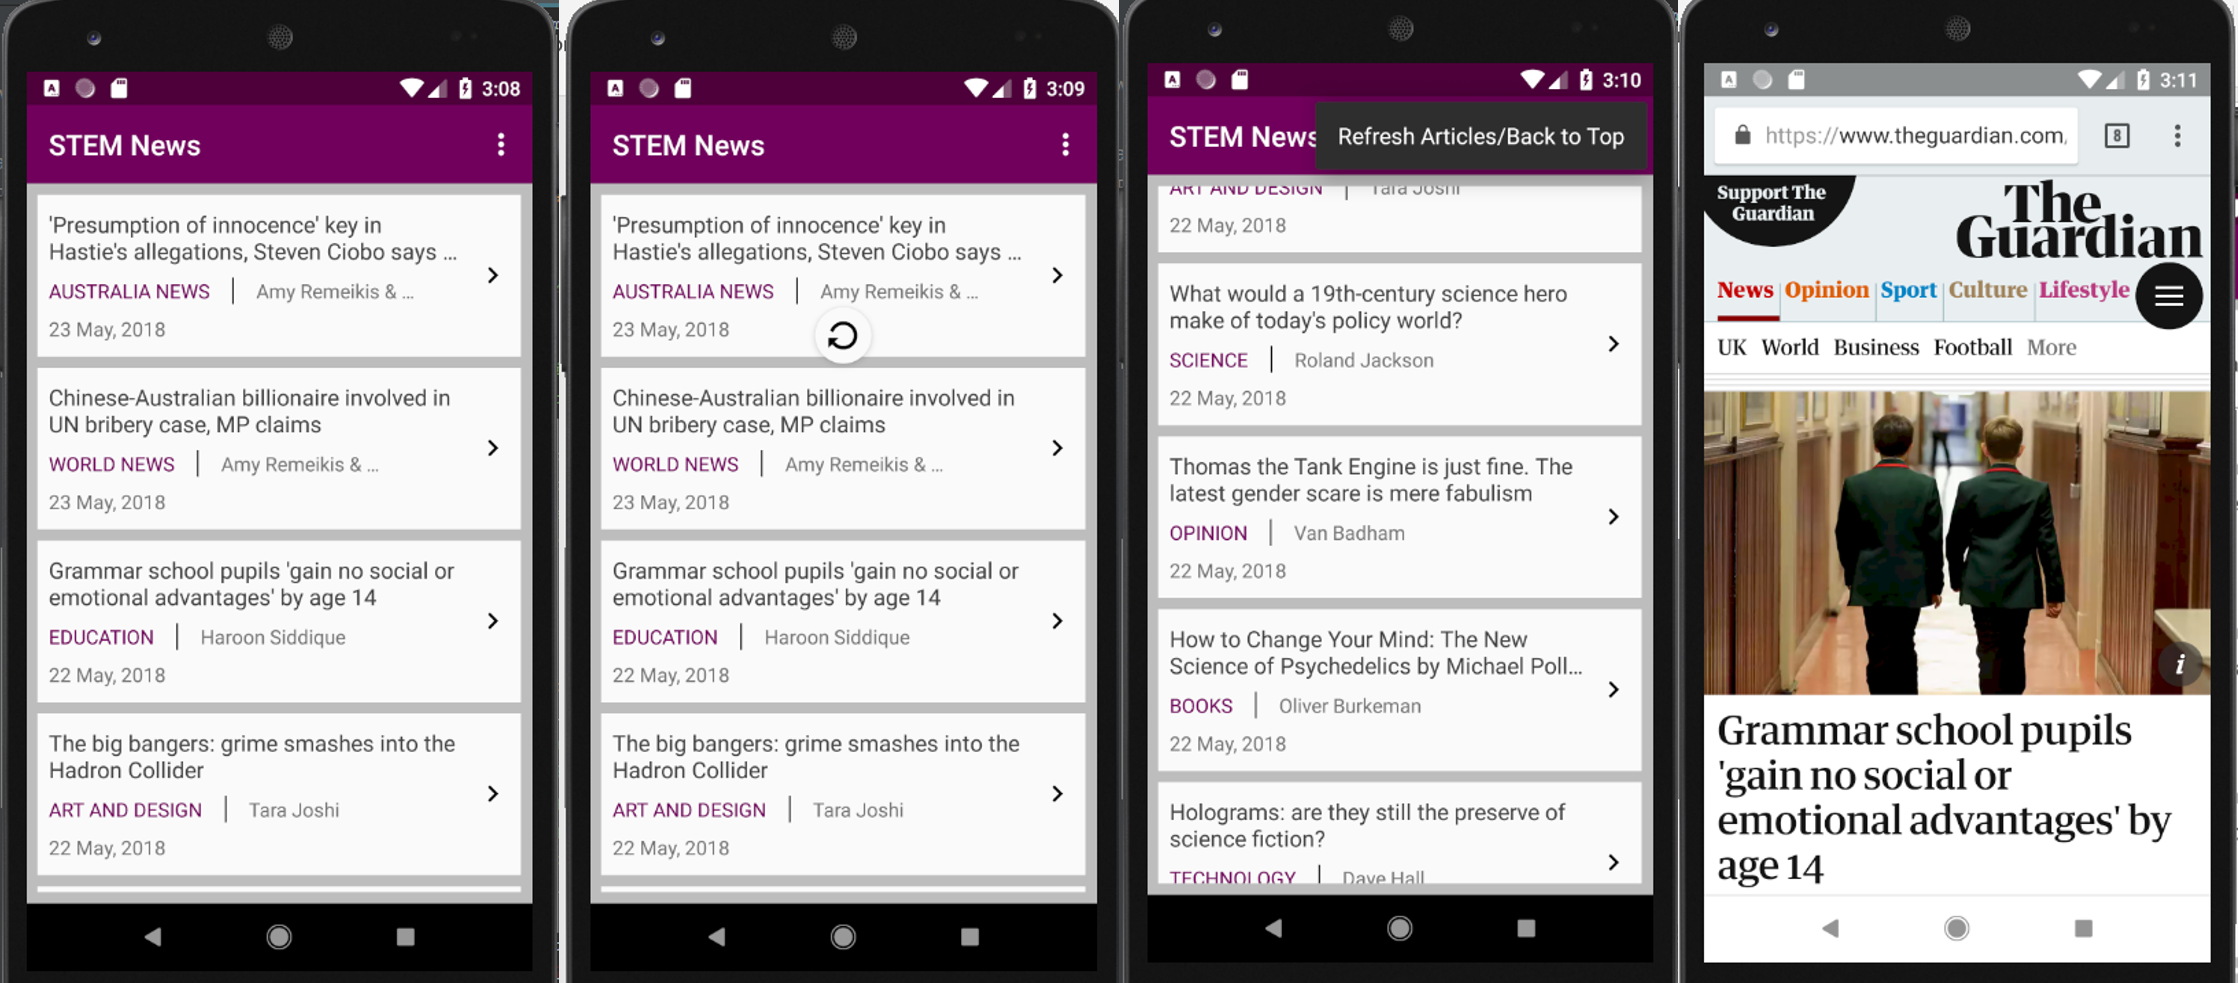 3:08
STEM News
'Presumption of innocence' key in
Hastie's allegations, Steven Ciobo says ...
AUSTRALIA NEWS | Amy Remeikis & ...
23 May, 2018
Chinese-Australian billionaire involved in
UN bribery case, MP claims
WORLD NEWS | Amy Remeikis & ...
23 May, 2018
Grammar school pupils 'gain no social or
emotional advantages' by age 14
EDUCATION | Haroon Siddique
22 May, 2018
The big bangers: grime smashes into the
Hadron Collider
ART AND DESIGN | Tara Joshi
22 May, 2018
3:09
STEM News
'Presumption of innocence' key in
Hastie's allegations, Steven Ciobo says ...
AUSTRALIA NEWS | Amy Remeikis & ...
23 May, 2018
Chinese-Australian billionaire involved in
UN bribery case, MP claims
WORLD NEWS | Amy Remeikis & ...
23 May, 2018
Grammar school pupils 'gain no social or
emotional advantages' by age 14
EDUCATION | Haroon Siddique
22 May, 2018
The big bangers: grime smashes into the
Hadron Collider
ART AND DESIGN | Tara Joshi
22 May, 2018
3:10
STEM News
Refresh Articles/Back to Top
ART AND DESIGN | Tara Joshi
22 May, 2018
What would a 19th-century science hero
make of today's policy world?
SCIENCE | Roland Jackson
22 May, 2018
Thomas the Tank Engine is just fine. The
latest gender scare is mere fabulism
OPINION | Van Badham
22 May, 2018
How to Change Your Mind: The New
Science of Psychedelics by Michael Poll...
BOOKS | Oliver Burkeman
22 May, 2018
Holograms: are they still the preserve of
science fiction?
TECHNOLOGY | Dave Hall
3:11
https://www.theguardian.com,
8
Support The
Guardian
The
Guardian
News Opinion Sport Culture Lifestyle
UK World Business Football More
Grammar school pupils
'gain no social or
emotional advantages' by
age 14